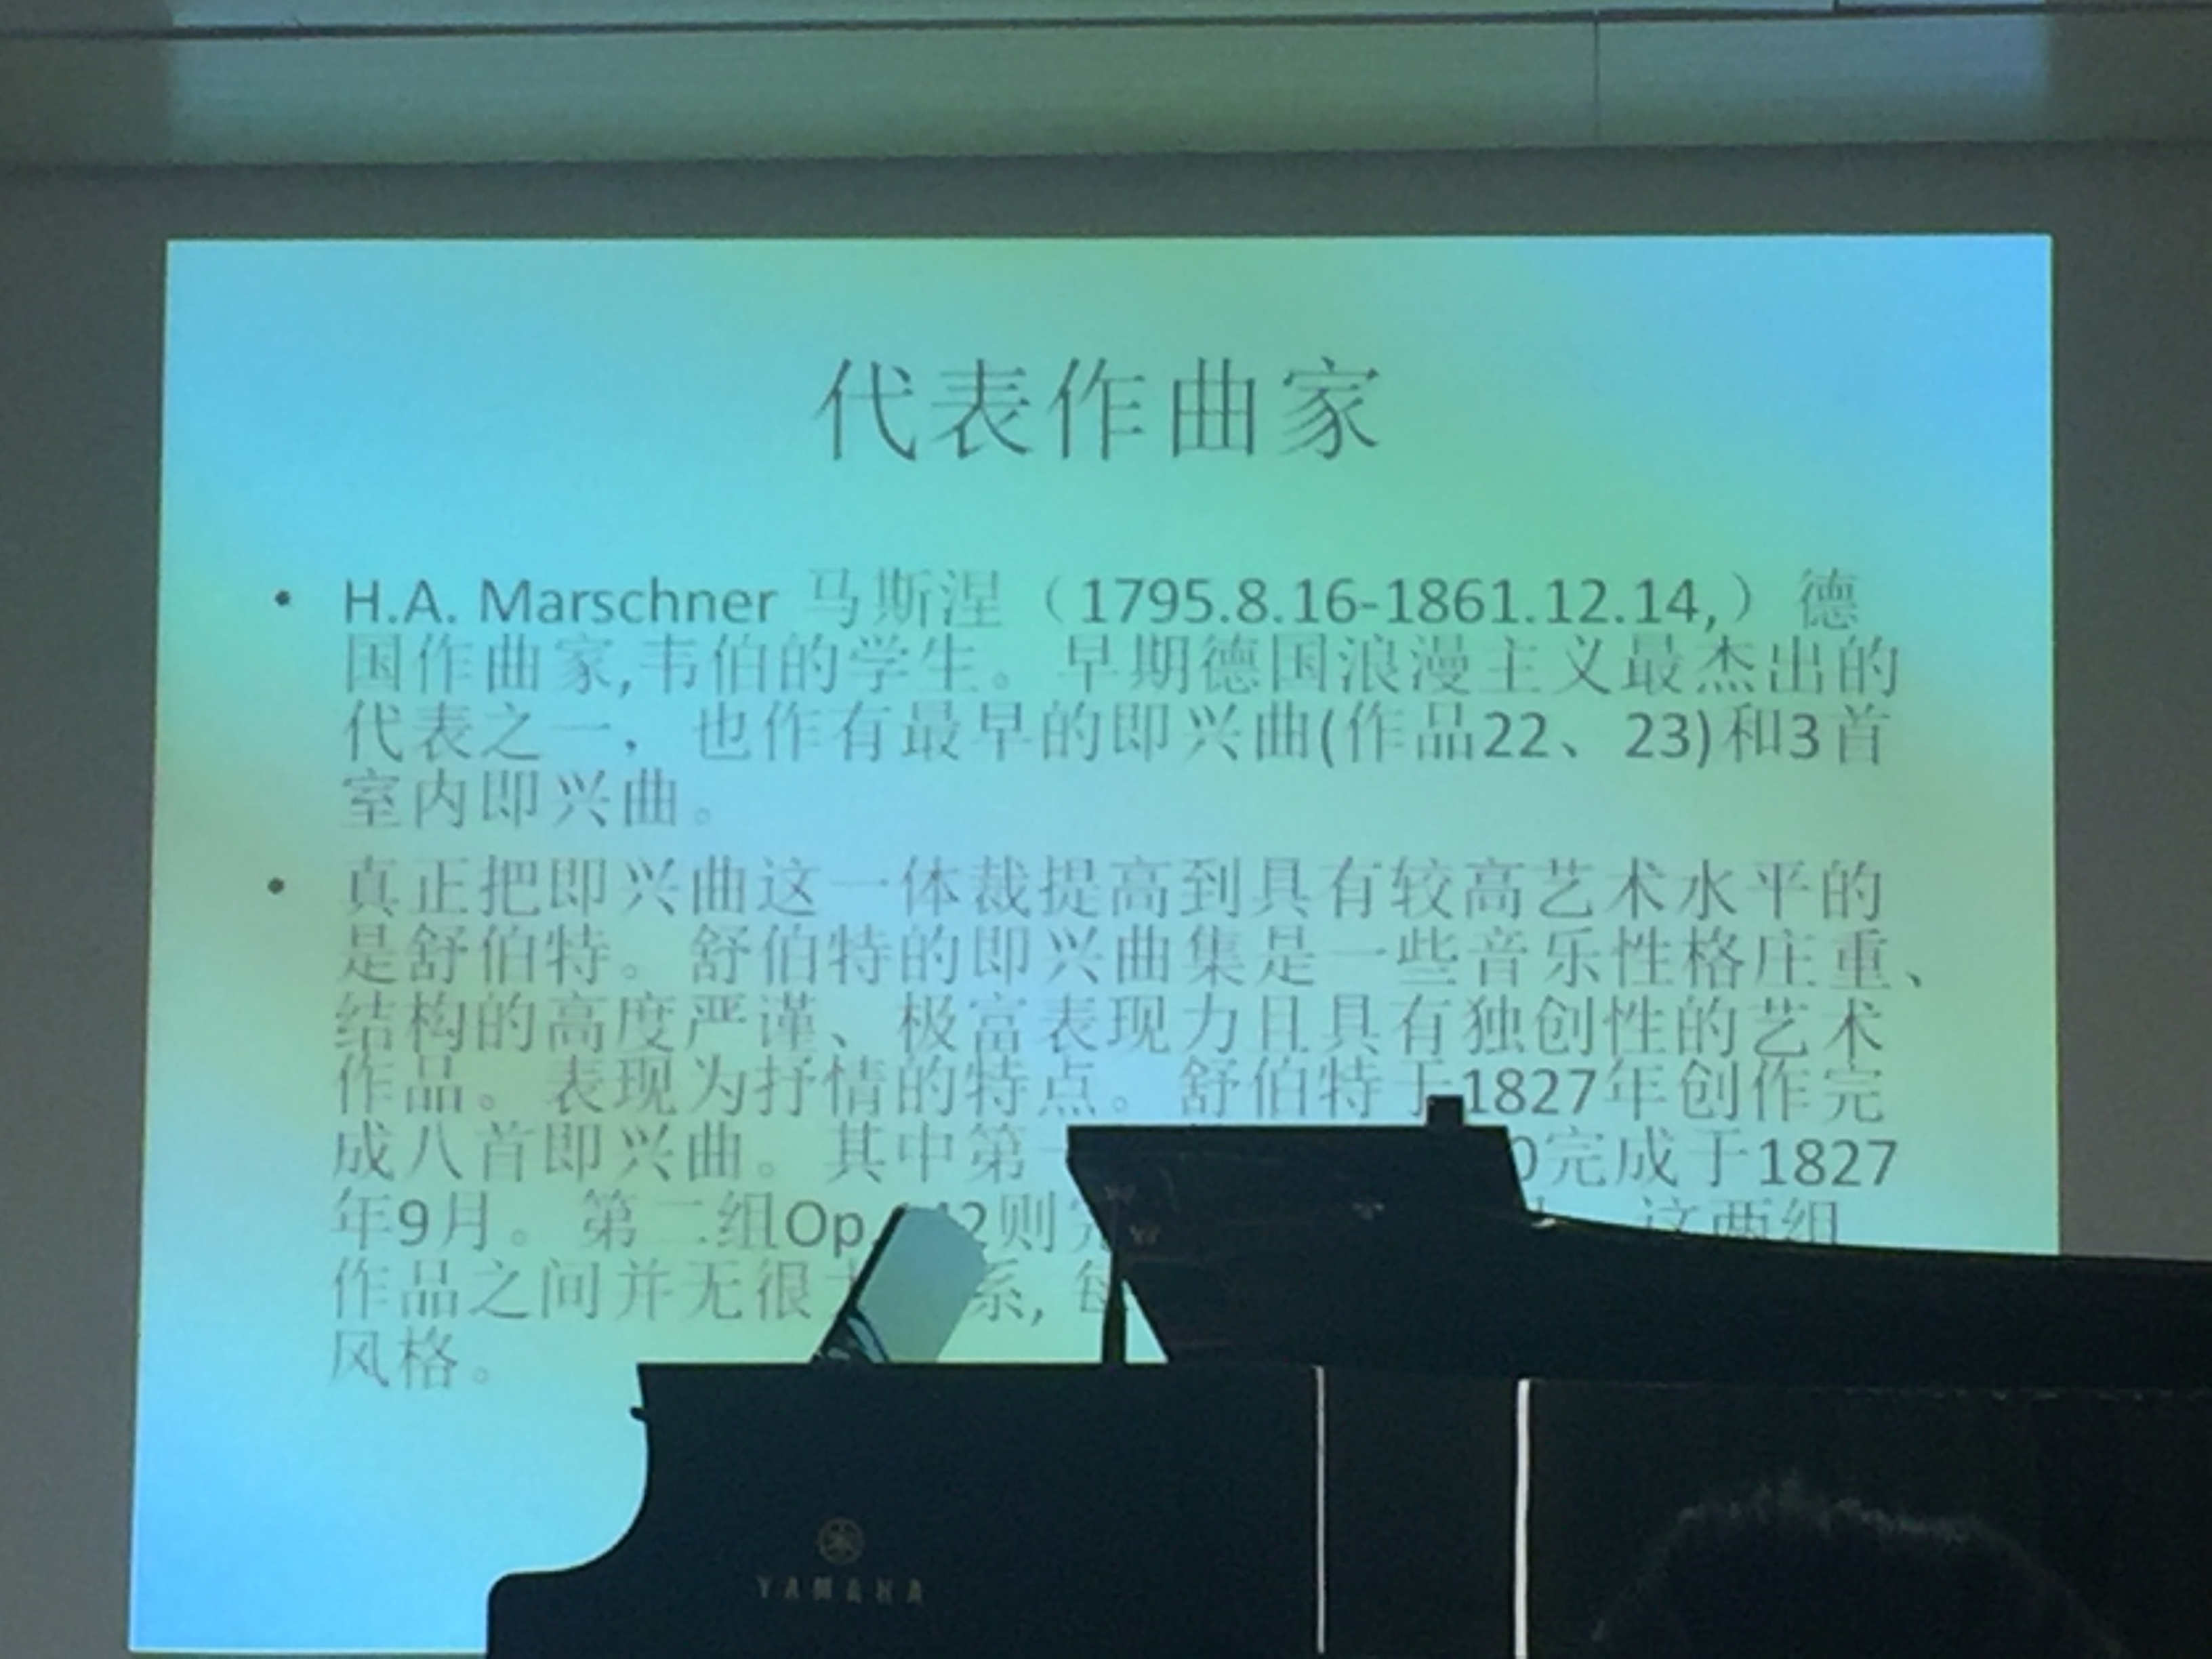 代表作曲家
• H.A. Marschner 马斯涅（1795.8.16-1861.12.14,） 德
国作曲家,韦伯的学生。早期德国浪漫主义最杰出的
代表之一，也作有最早的即兴曲(作品22、23)和3首
室内即兴曲。
• 真正把即兴曲这一体裁提高到具有较高艺术水平的
是舒伯特。舒伯特的即兴曲集是一些音乐性格庄重、
结构的高度严谨、极富表现力且具有独创性的艺术
作品。表现为抒情的特点。舒伯特于1827年创作完
成八首即兴曲。其中第 0完成于1827
年9月。第二组Op. 42则 这两组
作品之间并无很 系,
风格。
YAMAHA